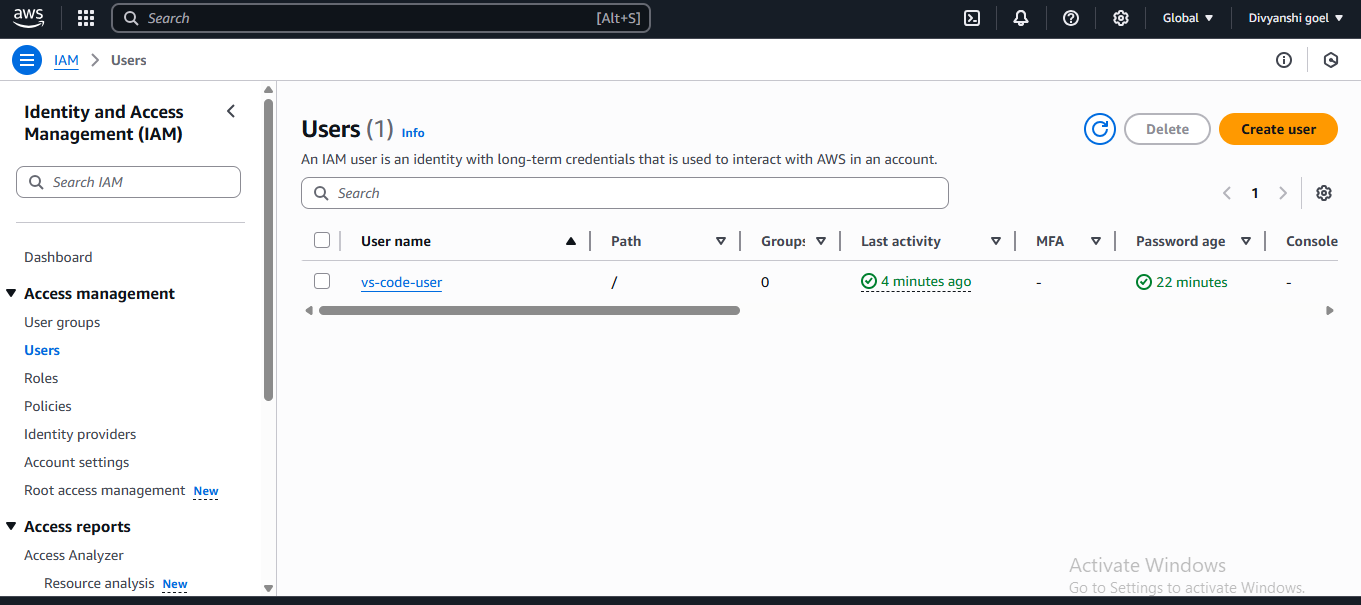 aws
Search [Alt+S] Global Divyanshi goel
IAM Users
Identity and Access
Management (IAM)
Search IAM
Dashboard
Access management
User groups
Users
Roles
Policies
Identity providers
Account settings
Root access management New
Access reports
Access Analyzer
Resource analysis New
Users (1) Info
Delete
Create user
An IAM user is an identity with long-term credentials that is used to interact with AWS in an account.
Search
1
User name Path Groups Last activity MFA Password age Console
vs-code-user / 0 4 minutes ago - 22 minutes -
Activate Windows
Go to Settings to activate Windows.